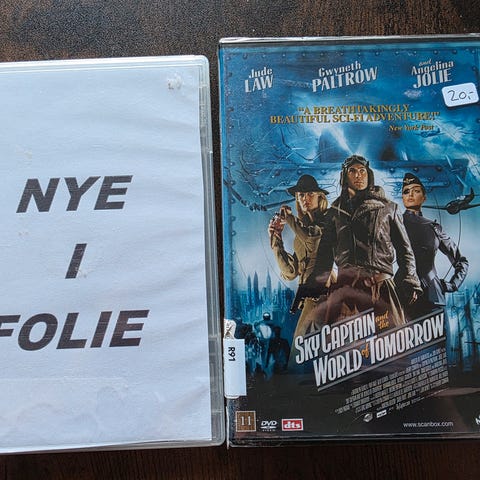 NYE
I
FOLIE
Jude
LAW
Gwyneth
PALTROW
and
Angelina
JOLIE
20,-
"A BREATHTAKINGLY
BEAUTIFUL SCI-FI ADVENTURE!"
New York Post
SKY CAPTAIN and the
WORLD of TOMORROW
R91
11
DVD
VIDEO
dts
www.scanbox.com